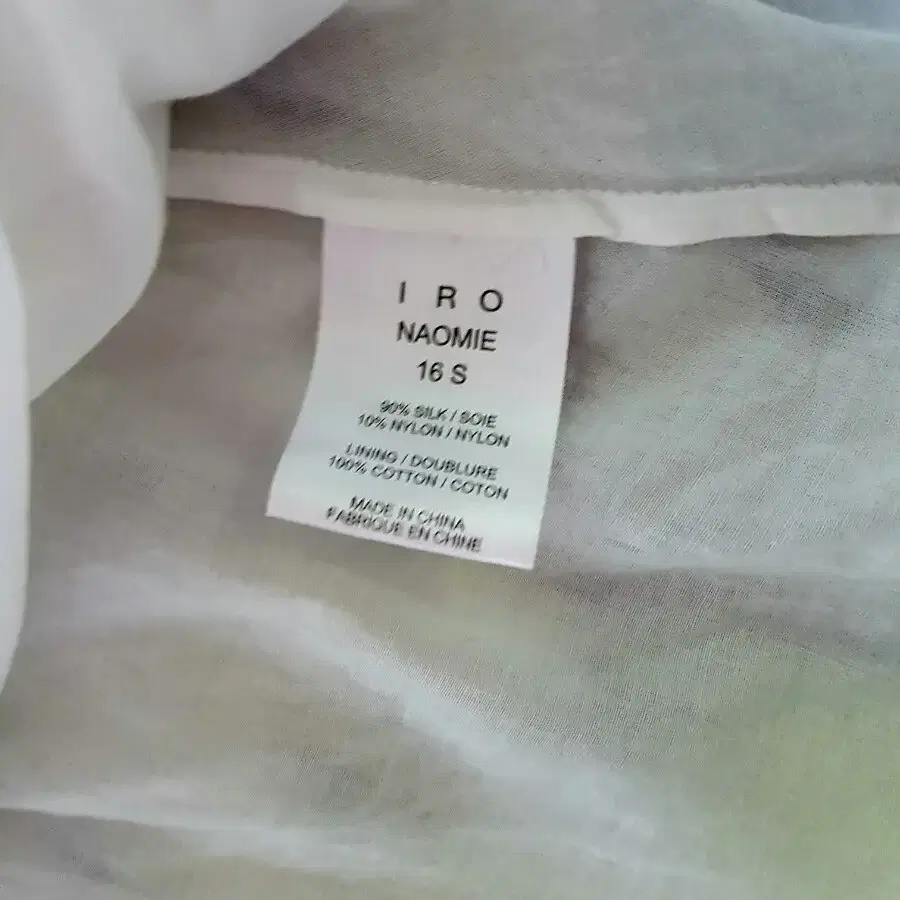 IRO
NAOMIE
16 S
90% SILK / SOIE
10% NYLON / NYLON
LINING / DOUBLURE
100% COTTON / COTON
MADE IN CHINA
FABRIQUE EN CHINE